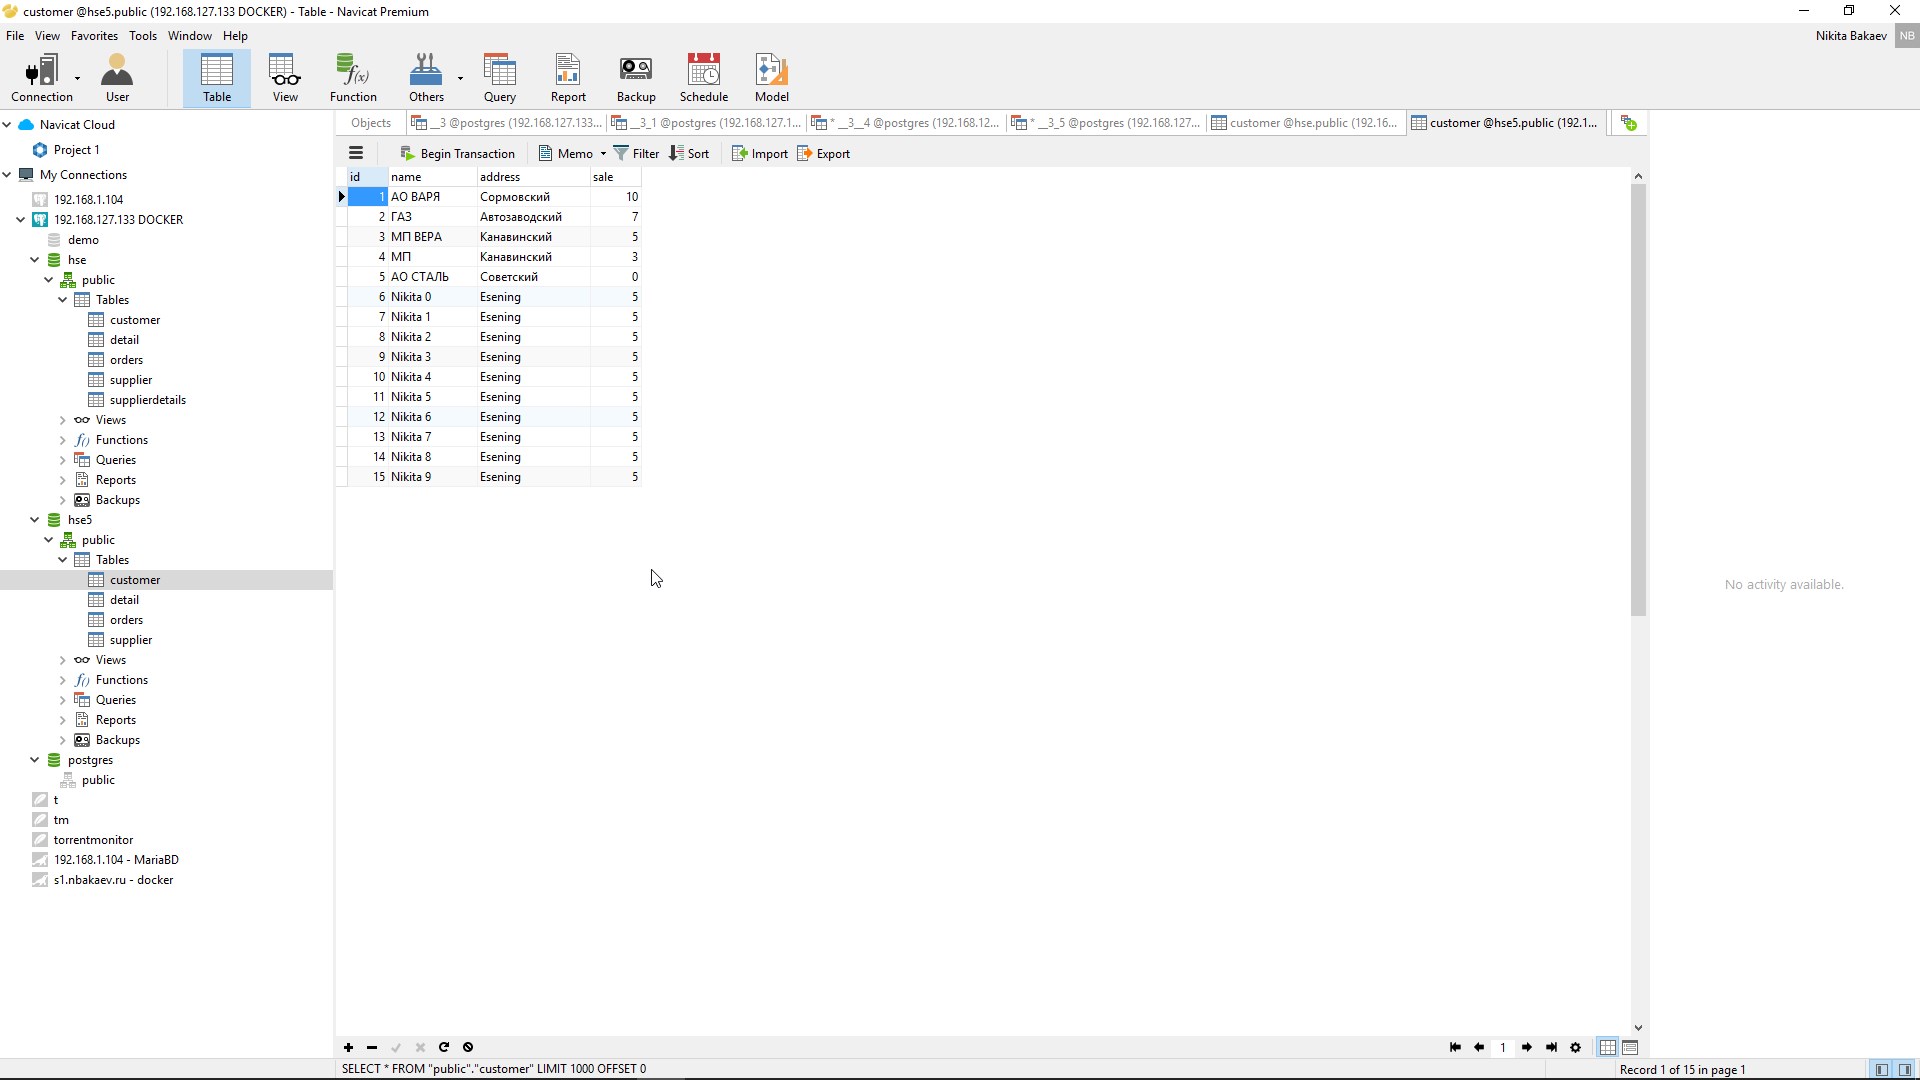 customer @hse5.public (192.168.127.133 DOCKER) - Table - Navicat Premium
File View Favorites Tools Window Help
Nikita Bakaev NB
Connection User Table View Function Others Query Report Backup Schedule Model
Navicat Cloud
Project 1
My Connections
192.168.1.104
192.168.127.133 DOCKER
demo
hse
public
Tables
customer
detail
orders
supplier
supplierdetails
Views
Functions
Queries
Reports
Backups
hse5
public
Tables
customer
detail
orders
supplier
Views
Functions
Queries
Reports
Backups
postgres
public
t
tm
torrentmonitor
192.168.1.104 - MariaBD
s1.nbakaev.ru - docker
Objects __3 @postgres (192.168.127.133... __3_1 @postgres (192.168.127.1... * __3__4 @postgres (192.168.12... * __3_5 @postgres (192.168.127... customer @hse.public (192.16... customer @hse5.public (192.1...
Begin Transaction Memo Filter Sort Import Export
id name address sale
1 АО ВАРЯ Сормовский 10
2 ГАЗ Автозаводский 7
3 МП ВЕРА Канавинский 5
4 МП Канавинский 3
5 АО СТАЛЬ Советский 0
6 Nikita 0 Esening 5
7 Nikita 1 Esening 5
8 Nikita 2 Esening 5
9 Nikita 3 Esening 5
10 Nikita 4 Esening 5
11 Nikita 5 Esening 5
12 Nikita 6 Esening 5
13 Nikita 7 Esening 5
14 Nikita 8 Esening 5
15 Nikita 9 Esening 5
No activity available.
1
SELECT * FROM "public"."customer" LIMIT 1000 OFFSET 0
Record 1 of 15 in page 1